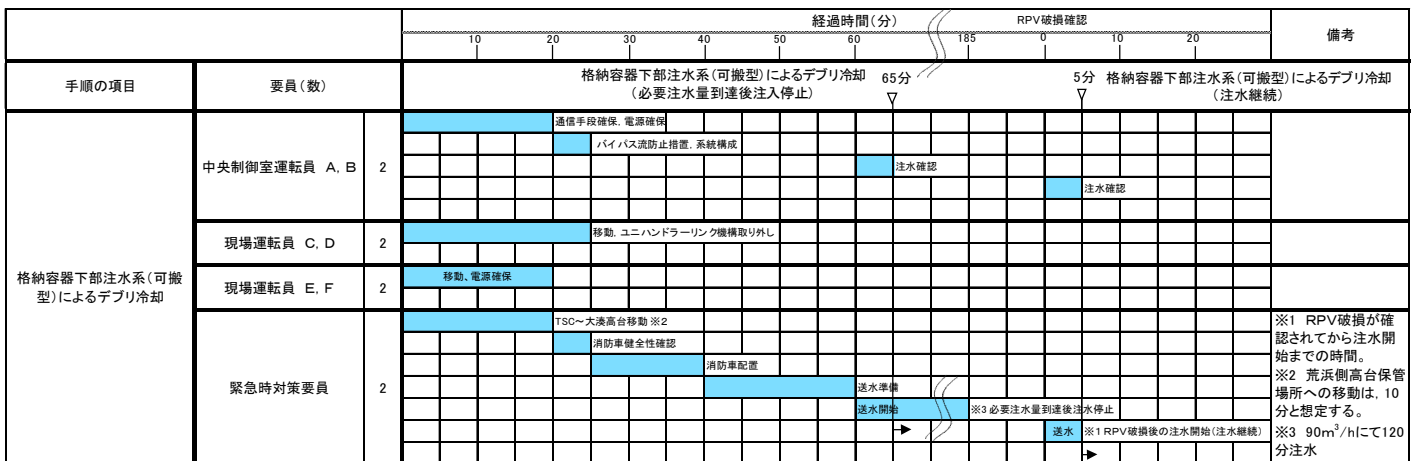 経過時間(分)
RPV破損確認
備考
10 20 30 40 50 60 185 0 10 20
手順の項目
要員(数)
格納容器下部注水系(可搬型)によるデブリ冷却
(必要注水量到達後注入停止)
65分
5分
格納容器下部注水系(可搬型)によるデブリ冷却
(注水継続)
格納容器下部注水系(可搬
型)によるデブリ冷却
中央制御室運転員 A, B
2
通信手段確保, 電源確保
バイパス流防止措置, 系統構成
注水確認
注水確認
現場運転員 C, D
2
移動, ユニハンドラーリンク機構取り外し
現場運転員 E, F
2
移動、電源確保
緊急時対策要員
2
TSC～大湊高台移動 ※2
消防車健全性確認
消防車配置
送水準備
送水開始
※3 必要注水量到達後注水停止
送水
※1 RPV破損後の注水開始(注水継続)
※1 RPV破損が確
認されてから注水開
始までの時間。
※2 荒浜側高台保管
場所への移動は, 10
分と想定する。
※3 90m³/hにて120
分注水